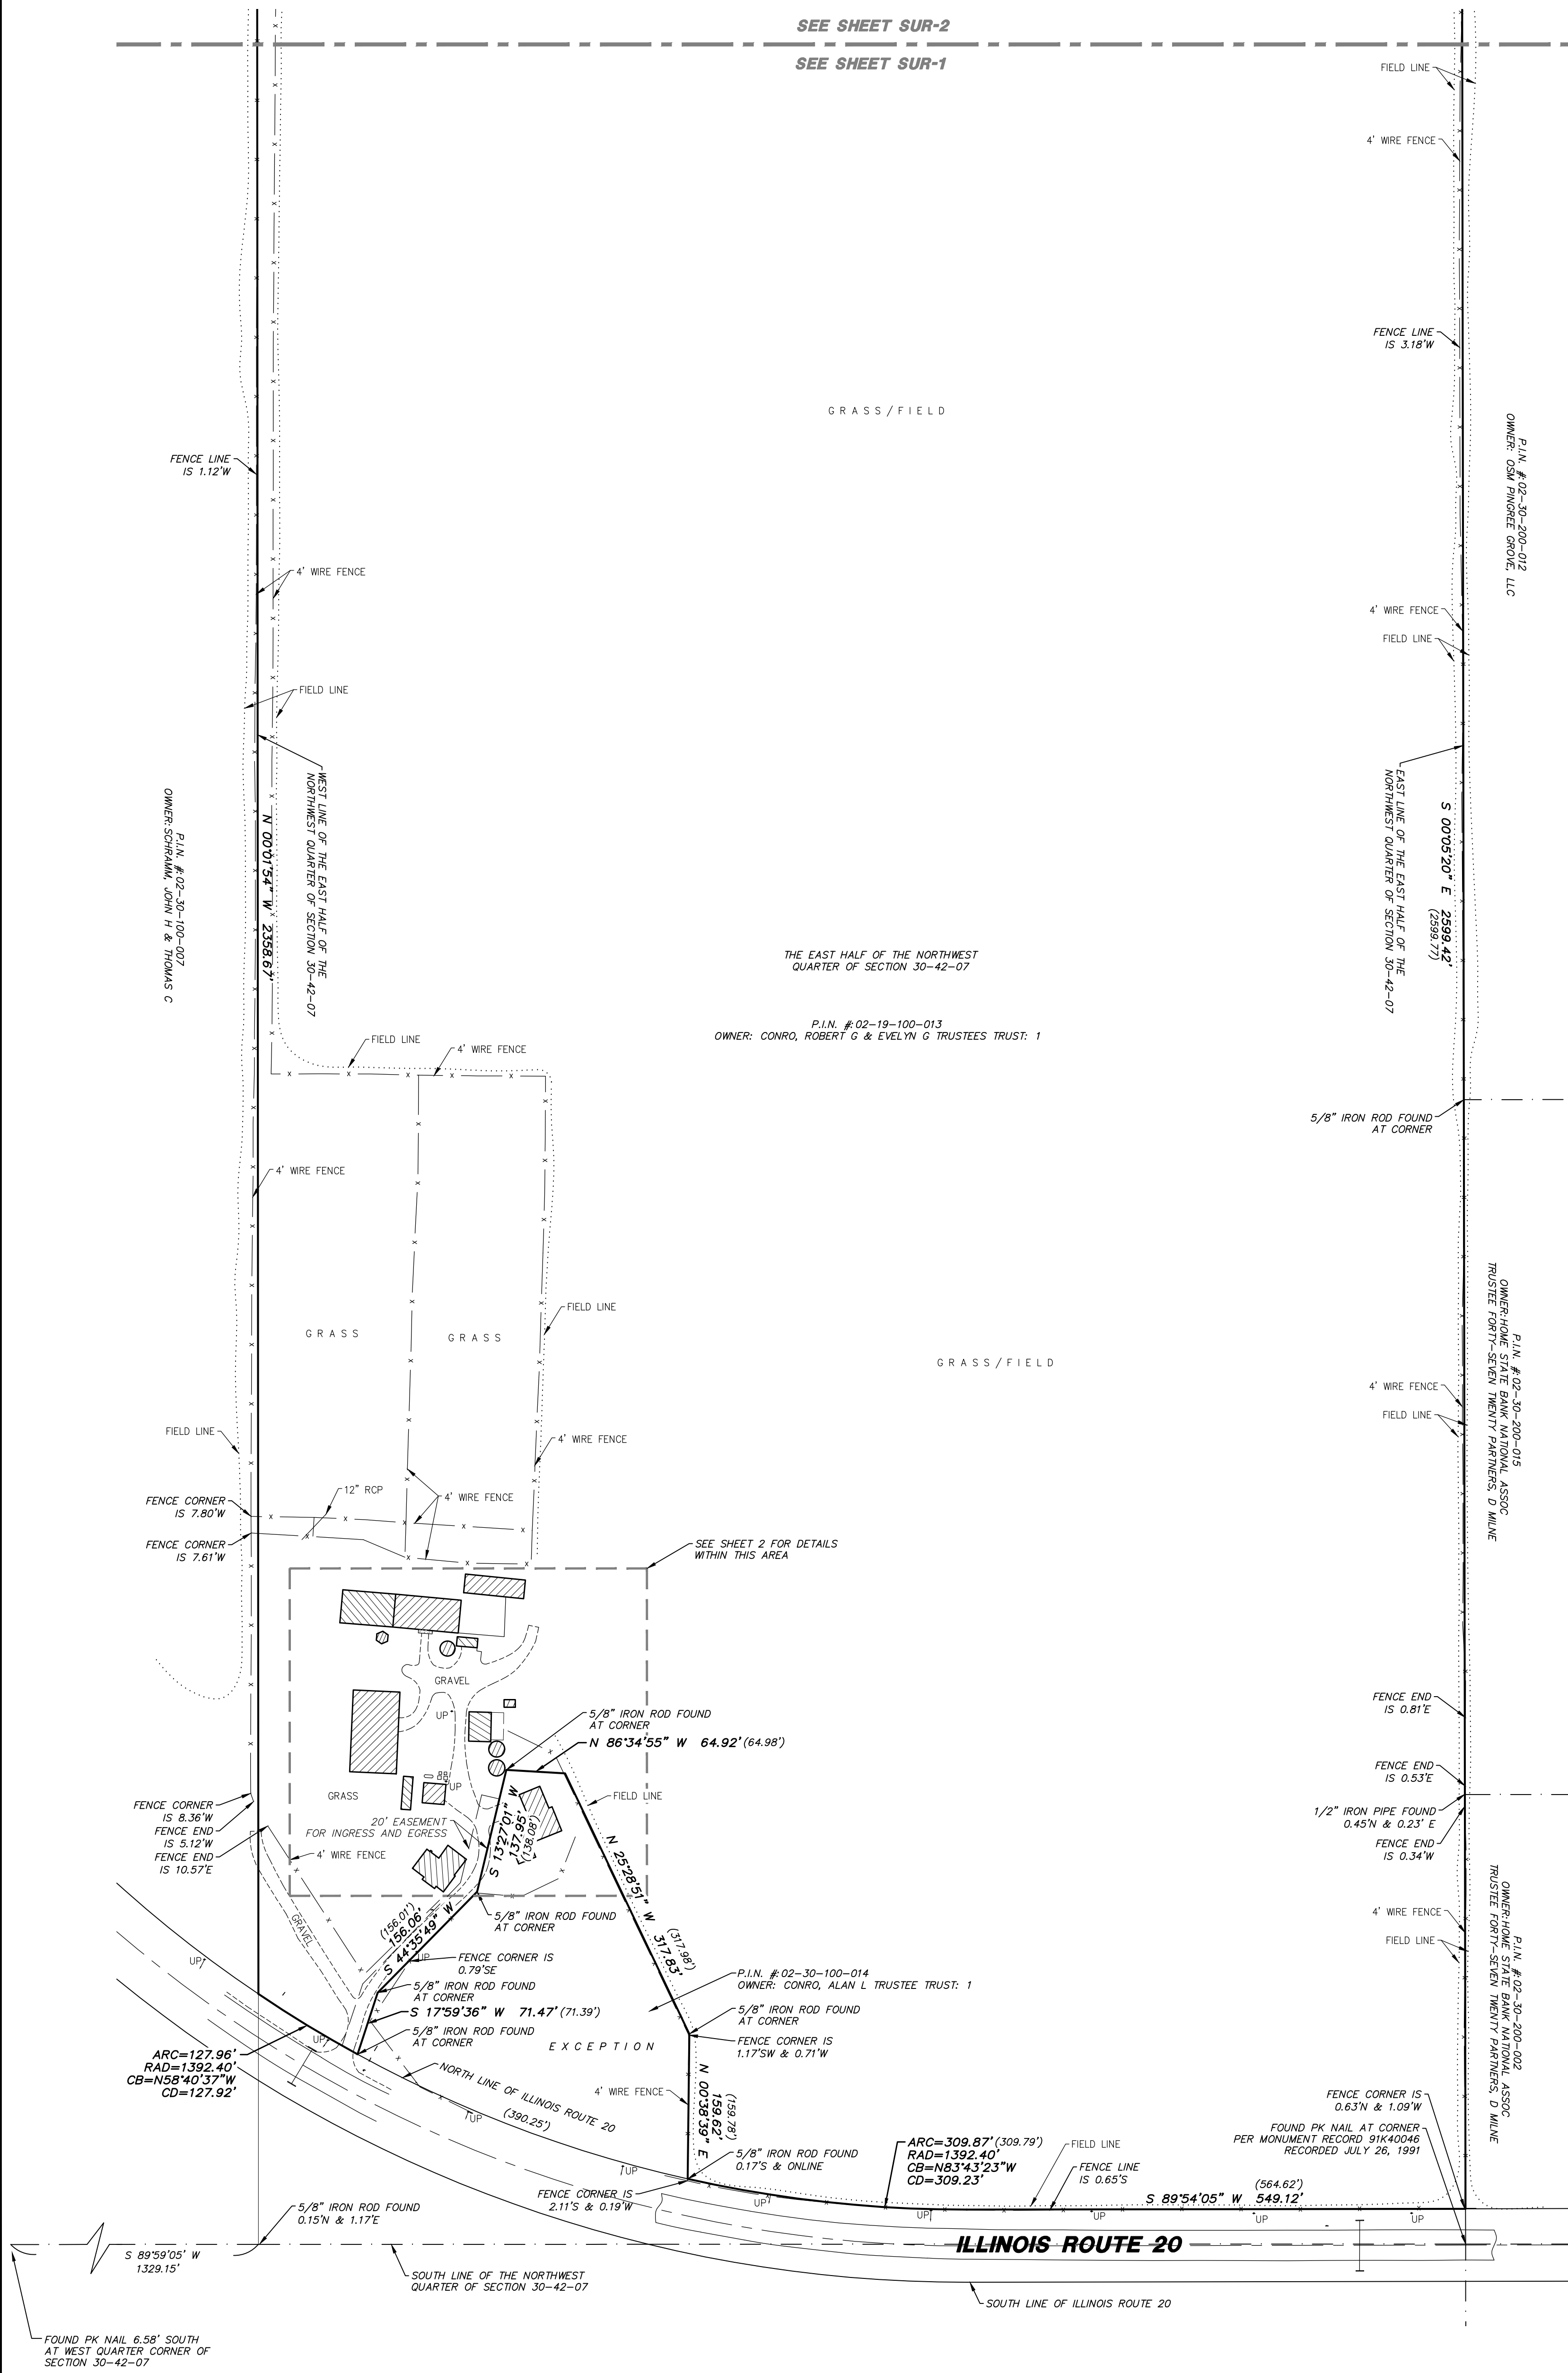 SEE SHEET SUR-2
SEE SHEET SUR-1
FIELD LINE
4' WIRE FENCE
FENCE LINE
IS 3.18'W
GRASS/FIELD
P.I.N. #:02-30-200-012
OWNER: OSM PINGREE GROVE, LLC
FENCE LINE
IS 1.12'W
4' WIRE FENCE
4' WIRE FENCE
FIELD LINE
FIELD LINE
WEST LINE OF THE EAST HALF OF THE
NORTHWEST QUARTER OF SECTION 30-42-07
N 00°01'54" W 2358.67'
P.I.N. #:02-30-100-007
OWNER:SCHRAMM, JOHN H & THOMAS C
EAST LINE OF THE EAST HALF OF THE
NORTHWEST QUARTER OF SECTION 30-42-07
S 00°05'20" E 2599.42'
(2599.77)
THE EAST HALF OF THE NORTHWEST
QUARTER OF SECTION 30-42-07
P.I.N. #:02-19-100-013
OWNER: CONRO, ROBERT G & EVELYN G TRUSTEES TRUST: 1
FIELD LINE
4' WIRE FENCE
5/8" IRON ROD FOUND
AT CORNER
4' WIRE FENCE
FIELD LINE
GRASS
GRASS
GRASS/FIELD
P.I.N. #:02-30-200-015
OWNER:HOME STATE BANK NATIONAL ASSOC
TRUSTEE FORTY-SEVEN TWENTY PARTNERS, D MILNE
4' WIRE FENCE
FIELD LINE
FIELD LINE
4' WIRE FENCE
12" RCP
4' WIRE FENCE
FENCE CORNER
IS 7.80'W
FENCE CORNER
IS 7.61'W
SEE SHEET 2 FOR DETAILS
WITHIN THIS AREA
GRAVEL
UP
5/8" IRON ROD FOUND
AT CORNER
N 86°34'55" W 64.92' (64.98')
FENCE END
IS 0.81'E
FENCE END
IS 0.53'E
1/2" IRON PIPE FOUND
0.45'N & 0.23' E
FENCE END
IS 0.34'W
UP
GRASS
FIELD LINE
FENCE CORNER
IS 8.36'W
FENCE END
IS 5.12'W
FENCE END
IS 10.57'E
20' EASEMENT
FOR INGRESS AND EGRESS
4' WIRE FENCE
S 13°27'01" W
137.95'
(138.08')
N 25°28'51" W 317.83'
(317.98')
GRAVEL
(156.01')
156.06'
S 44°35'49" W
5/8" IRON ROD FOUND
AT CORNER
UP
UP
FENCE CORNER IS
0.79'SE
5/8" IRON ROD FOUND
AT CORNER
S 17°59'36" W 71.47' (71.39')
5/8" IRON ROD FOUND
AT CORNER
P.I.N. #:02-30-100-014
OWNER: CONRO, ALAN L TRUSTEE TRUST: 1
5/8" IRON ROD FOUND
AT CORNER
FENCE CORNER IS
1.17'SW & 0.71'W
EXCEPTION
4' WIRE FENCE
FIELD LINE
P.I.N. #:02-30-200-002
OWNER:HOME STATE BANK NATIONAL ASSOC
TRUSTEE FORTY-SEVEN TWENTY PARTNERS, D MILNE
UP
ARC=127.96'
RAD=1392.40'
CB=N58°40'37"W
CD=127.92'
NORTH LINE OF ILLINOIS ROUTE 20
(390.25')
UP
4' WIRE FENCE
N 00°38'39" E
159.62'
(159.78')
5/8" IRON ROD FOUND
0.17'S & ONLINE
UP
FENCE CORNER IS
2.11'S & 0.19'W
UP
ARC=309.87' (309.79')
RAD=1392.40'
CB=N83°43'23"W
CD=309.23'
FIELD LINE
FENCE LINE
IS 0.65'S
FENCE CORNER IS
0.63'N & 1.09'W
FOUND PK NAIL AT CORNER
PER MONUMENT RECORD 91K40046
RECORDED JULY 26, 1991
(564.62')
S 89°54'05" W 549.12'
UP
UP
UP
UP
5/8" IRON ROD FOUND
0.15'N & 1.17'E
ILLINOIS ROUTE 20
S 89°59'05' W
1329.15'
SOUTH LINE OF THE NORTHWEST
QUARTER OF SECTION 30-42-07
SOUTH LINE OF ILLINOIS ROUTE 20
FOUND PK NAIL 6.58' SOUTH
AT WEST QUARTER CORNER OF
SECTION 30-42-07